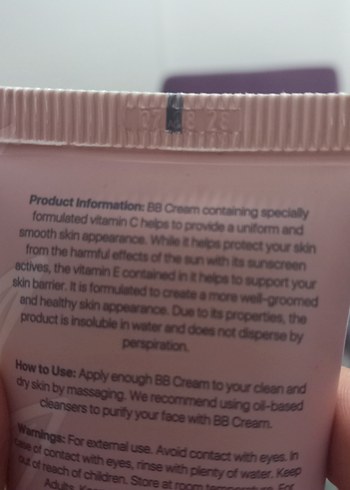 Product Information: BB Cream containing specially
formulated vitamin C helps to provide a uniform and
smooth skin appearance. While it helps protect your skin
from the harmful effects of the sun with its sunscreen
actives, the vitamin E contained in it helps to support your
skin barrier. It is formulated to create a more well-groomed
and healthy skin appearance. Due to its properties, the
product is insoluble in water and does not disperse by
perspiration.
How to Use: Apply enough BB Cream to your clean and
dry skin by massaging. We recommend using oil-based
cleansers to purify your face with BB Cream.
Warnings: For external use. Avoid contact with eyes. In
case of contact with eyes, rinse with plenty of water. Keep
out of reach of children. Store at room temperature. For
Adults.